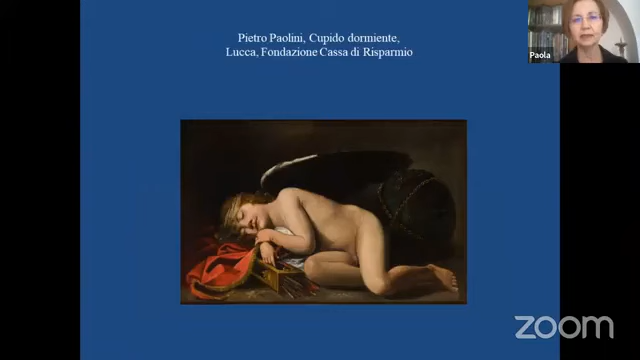 Pietro Paolini, Cupido dormiente,
Lucca, Fondazione Cassa di Risparmio
Paola
zoom